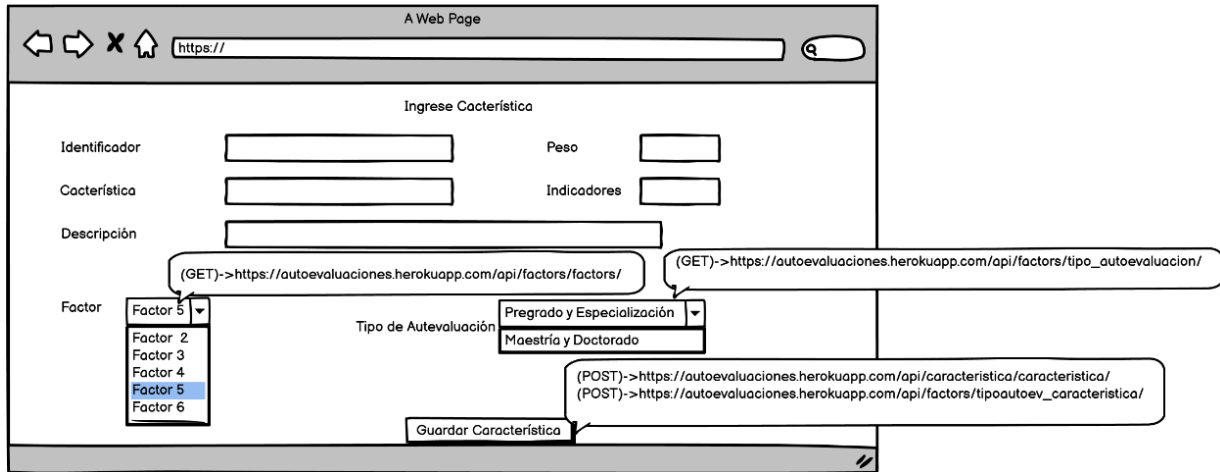 A Web Page
https://
Ingrese Cacterística
Identificador
Peso
Cacterística
Indicadores
Descripción
(GET)->https://autoevaluaciones.herokuapp.com/api/factors/factors/
(GET)->https://autoevaluaciones.herokuapp.com/api/factors/tipo_autoevaluacion/
Factor
Factor 5
Factor 2
Factor 3
Factor 4
Factor 5
Factor 6
Tipo de Autevaluación
Pregrado y Especialización
Maestría y Doctorado
(POST)->https://autoevaluaciones.herokuapp.com/api/caracteristica/caracteristica/
(POST)->https://autoevaluaciones.herokuapp.com/api/factors/tipoautoev_caracteristica/
Guardar Característica